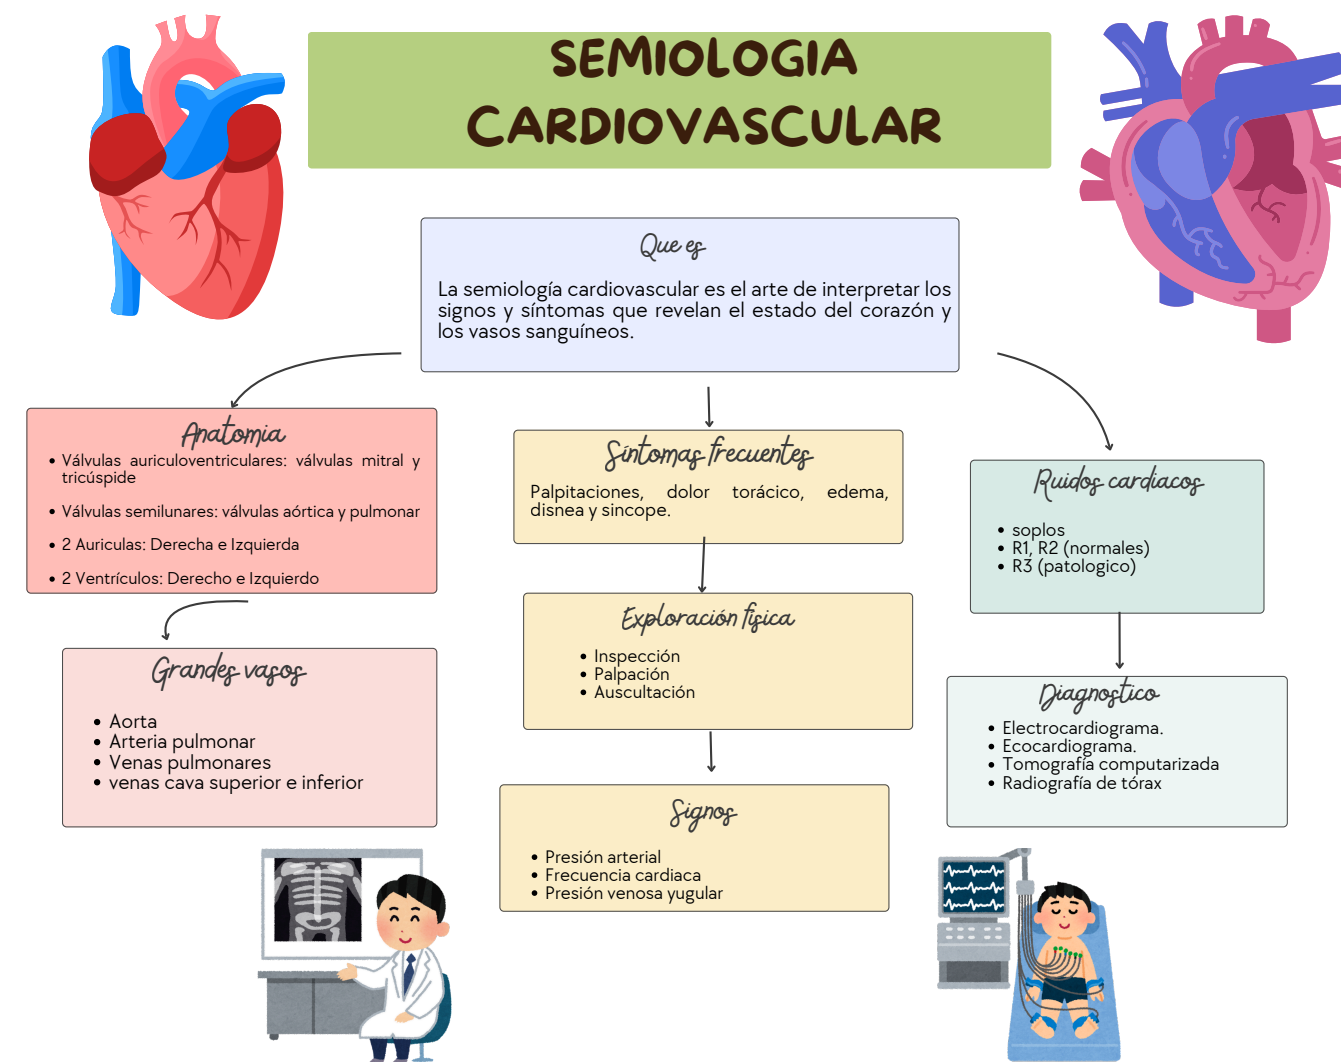 SEMIOLOGIA
CARDIOVASCULAR
Que es
La semiología cardiovascular es el arte de interpretar los
signos y síntomas que revelan el estado del corazón y
los vasos sanguíneos.
Anatomia
• Válvulas auriculoventriculares: válvulas mitral y
tricúspide
• Válvulas semilunares: válvulas aórtica y pulmonar
• 2 Auriculas: Derecha e Izquierda
• 2 Ventrículos: Derecho e Izquierdo
Grandes vasos
• Aorta
• Arteria pulmonar
• Venas pulmonares
• venas cava superior e inferior
Síntomas frecuentes
Palpitaciones, dolor torácico, edema,
disnea y sincope.
Exploración física
• Inspección
• Palpación
• Auscultación
Signos
• Presión arterial
• Frecuencia cardiaca
• Presión venosa yugular
Ruidos cardiacos
• soplos
• R1, R2 (normales)
• R3 (patologico)
Diagnostico
• Electrocardiograma.
• Ecocardiograma.
• Tomografía computarizada
• Radiografía de tórax